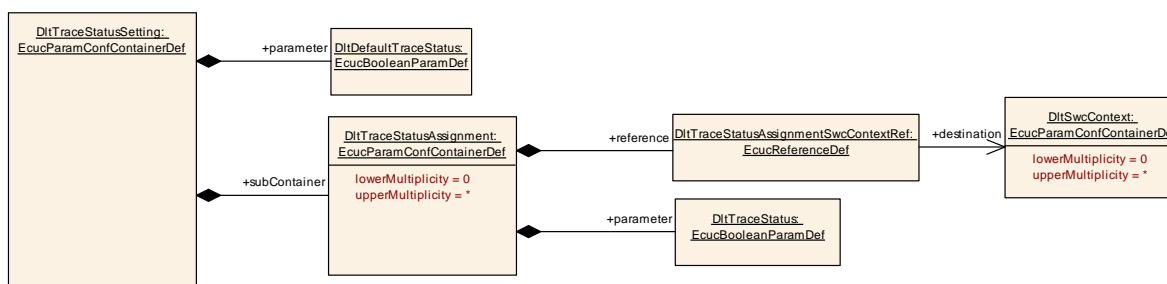 DltTraceStatusSetting:
EcucParamConfContainerDef
+parameter
DltDefaultTraceStatus:
EcucBooleanParamDef
+subContainer
DltTraceStatusAssignment:
EcucParamConfContainerDef
lowerMultiplicity = 0
upperMultiplicity = *
+reference
DltTraceStatusAssignmentSwcContextRef:
EcucReferenceDef
+destination
DltSwcContext:
EcucParamConfContainerDe
lowerMultiplicity = 0
upperMultiplicity = *
+parameter
DltTraceStatus:
EcucBooleanParamDef